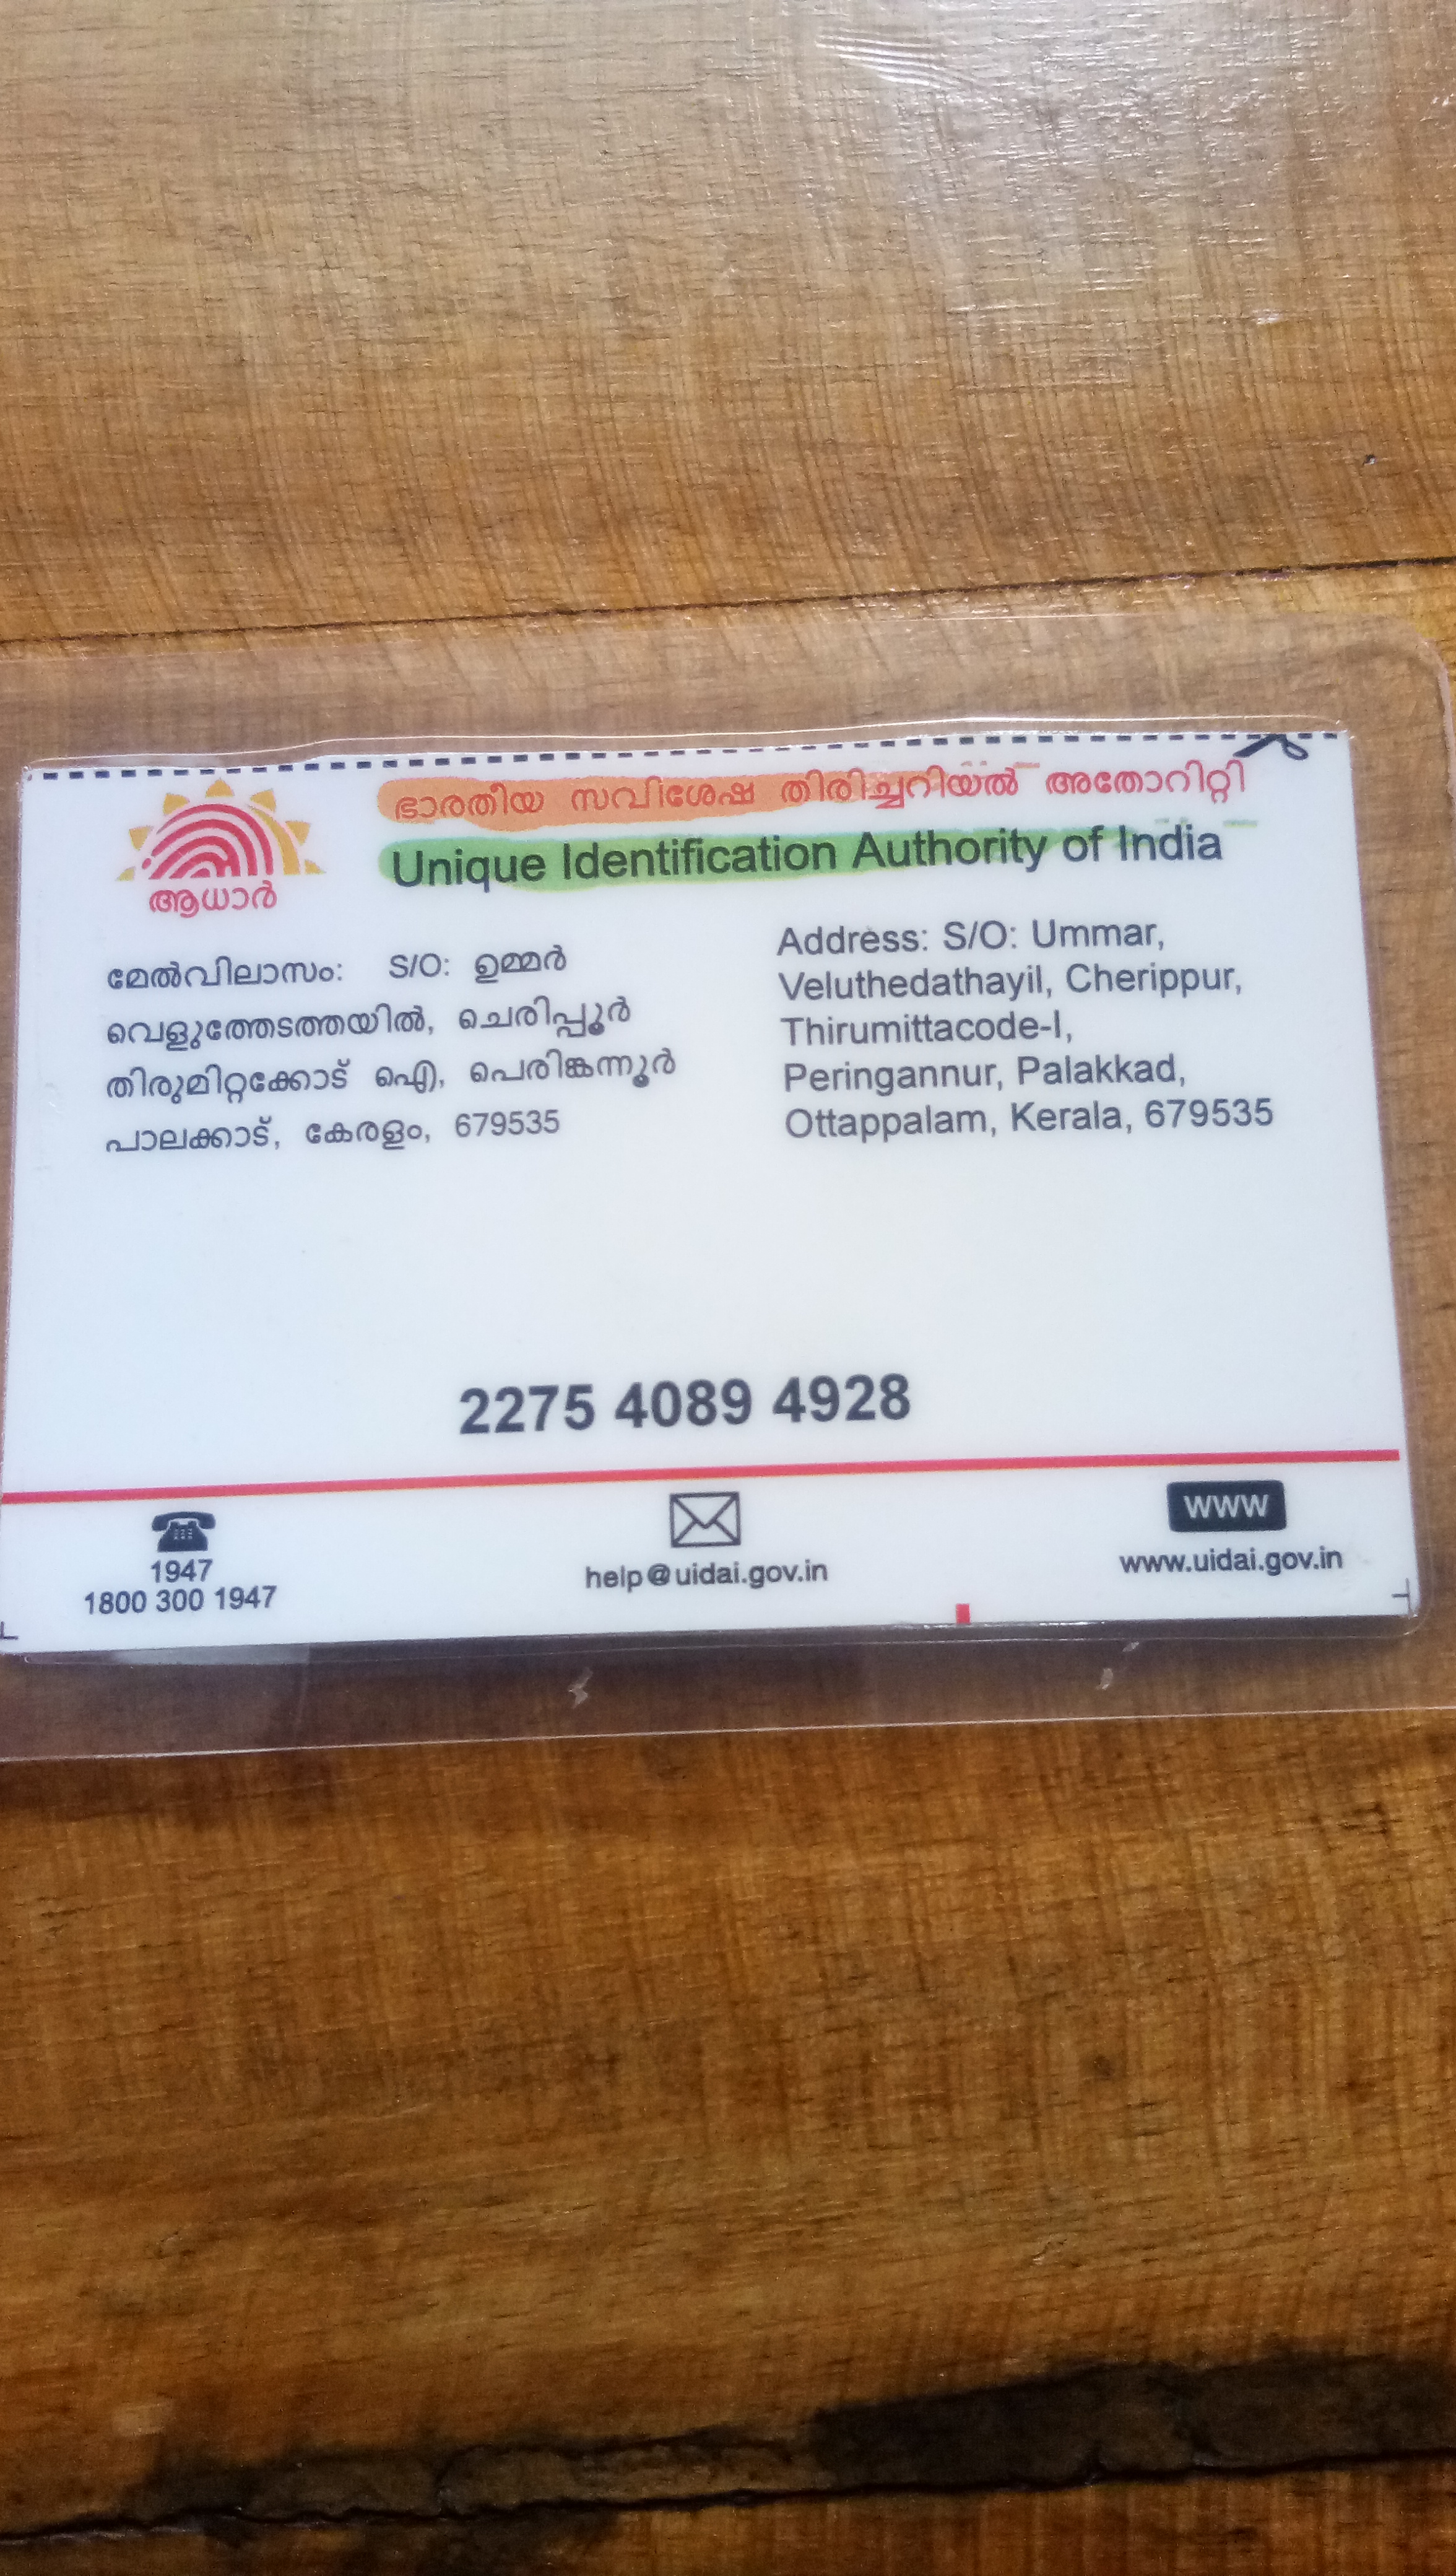 ഭാരതീയ സവിശേഷ തിരിച്ചറിയൽ അതോറിറ്റി
Unique Identification Authority of India
ആധാർ
മേൽവിലാസം: S/O: ഉമ്മർ
വെളുത്തേടത്തയിൽ, ചെരിപ്പൂർ
തിരുമിറ്റക്കോട് ഐ, പെരിങ്കന്നൂർ
പാലക്കാട്, കേരളം, 679535
Address: S/O: Ummar,
Veluthedathayil, Cherippur,
Thirumittacode-I,
Peringannur, Palakkad,
Ottappalam, Kerala, 679535
2275 4089 4928
1947
1800 300 1947
help@uidai.gov.in
www
www.uidai.gov.in